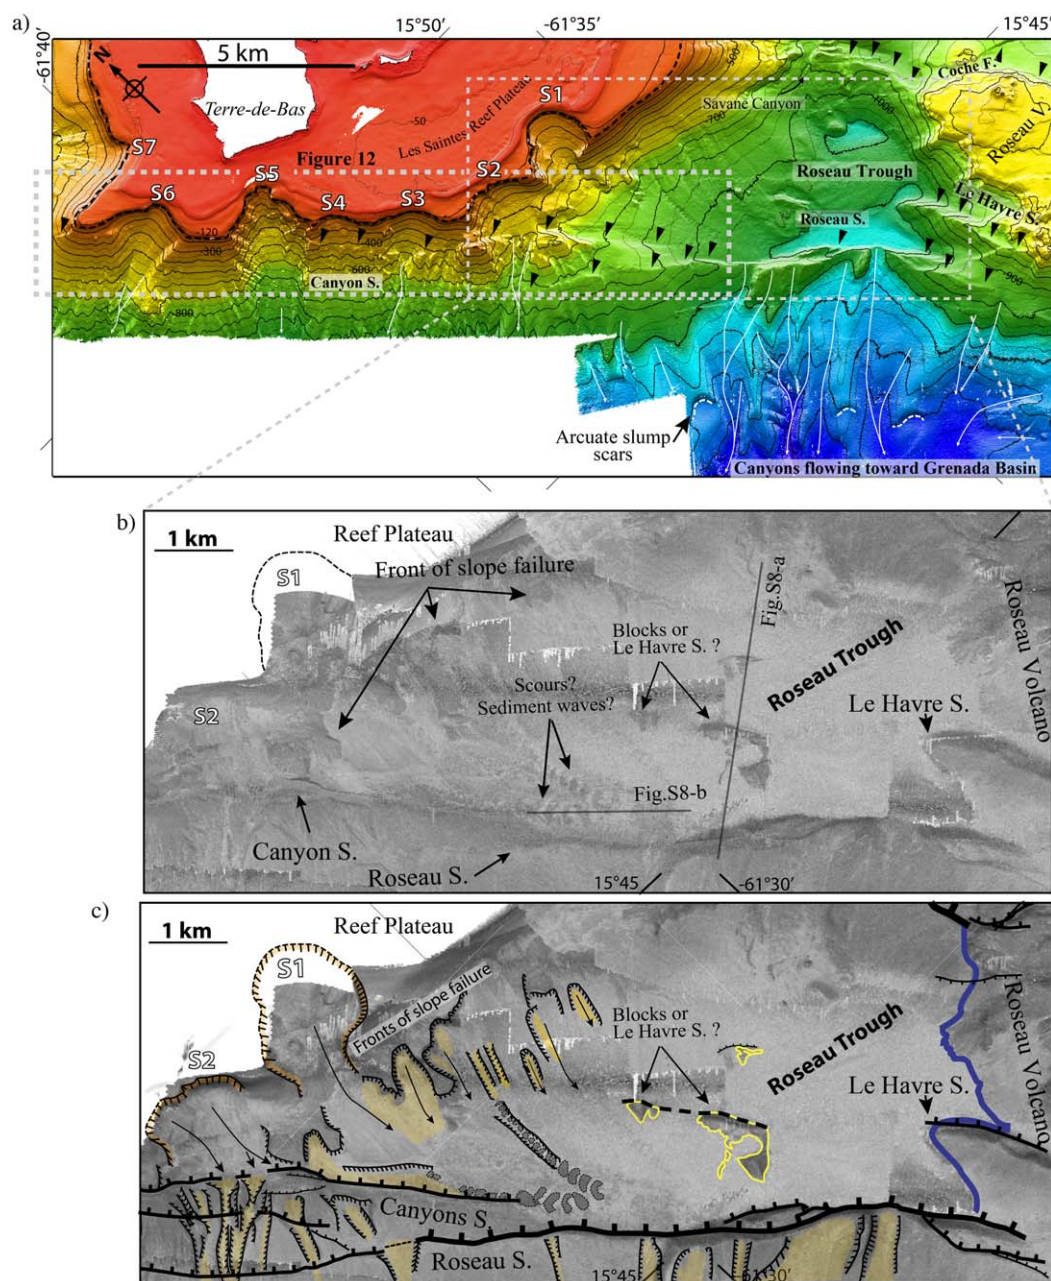 a)
15°50'
-61°35'
15°45'
-61°40'
N
5 km
Terre-de-Bas
-50
Les Saintes Reef Plateau
S1
Savane Canyon
-500
-700
-1000
Coche F.
Roseau V.
S7
Figure 12
S5
S2
S6
S4
S3
Roseau Trough
Le Havre S.
Roseau S.
-120
-300
-400
-600
Canyon S.
-800
-900
Arcuate slump
scars
Canyons flowing toward Grenada Basin
b)
1 km
Reef Plateau
S1
Front of slope failure
Fig.S8-a
Blocks or
Le Havre S. ?
Roseau Trough
Roseau Volcano
Scours?
Sediment waves?
S2
Le Havre S.
Fig.S8-b
Canyon S.
Roseau S.
15°45
-61°30'
c)
1 km
Reef Plateau
S1
Fronts of slope failure
Blocks or
Le Havre S. ?
Roseau Trough
Roseau Volcano
S2
Le Havre S.
Canyons S.
Roseau S.
15°45
-61°30'